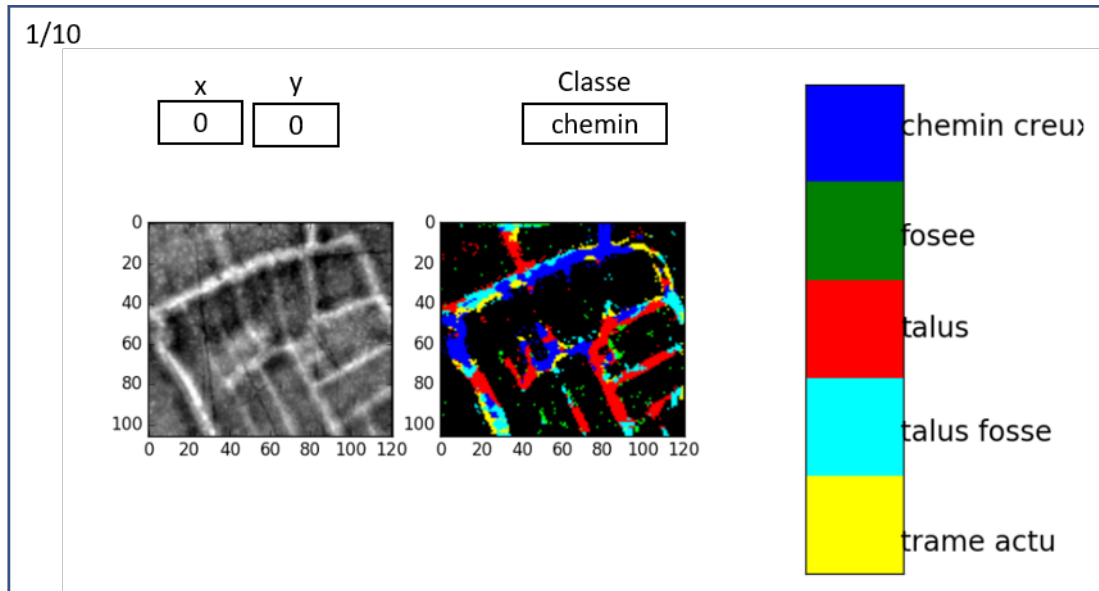 1/10
x y Classe
0 0 chemin
chemin creux
fosee
talus
talus fosse
trame actu
0
20
40
60
80
100
0 20 40 60 80 100 120
0
20
40
60
80
100
0 20 40 60 80 100 120